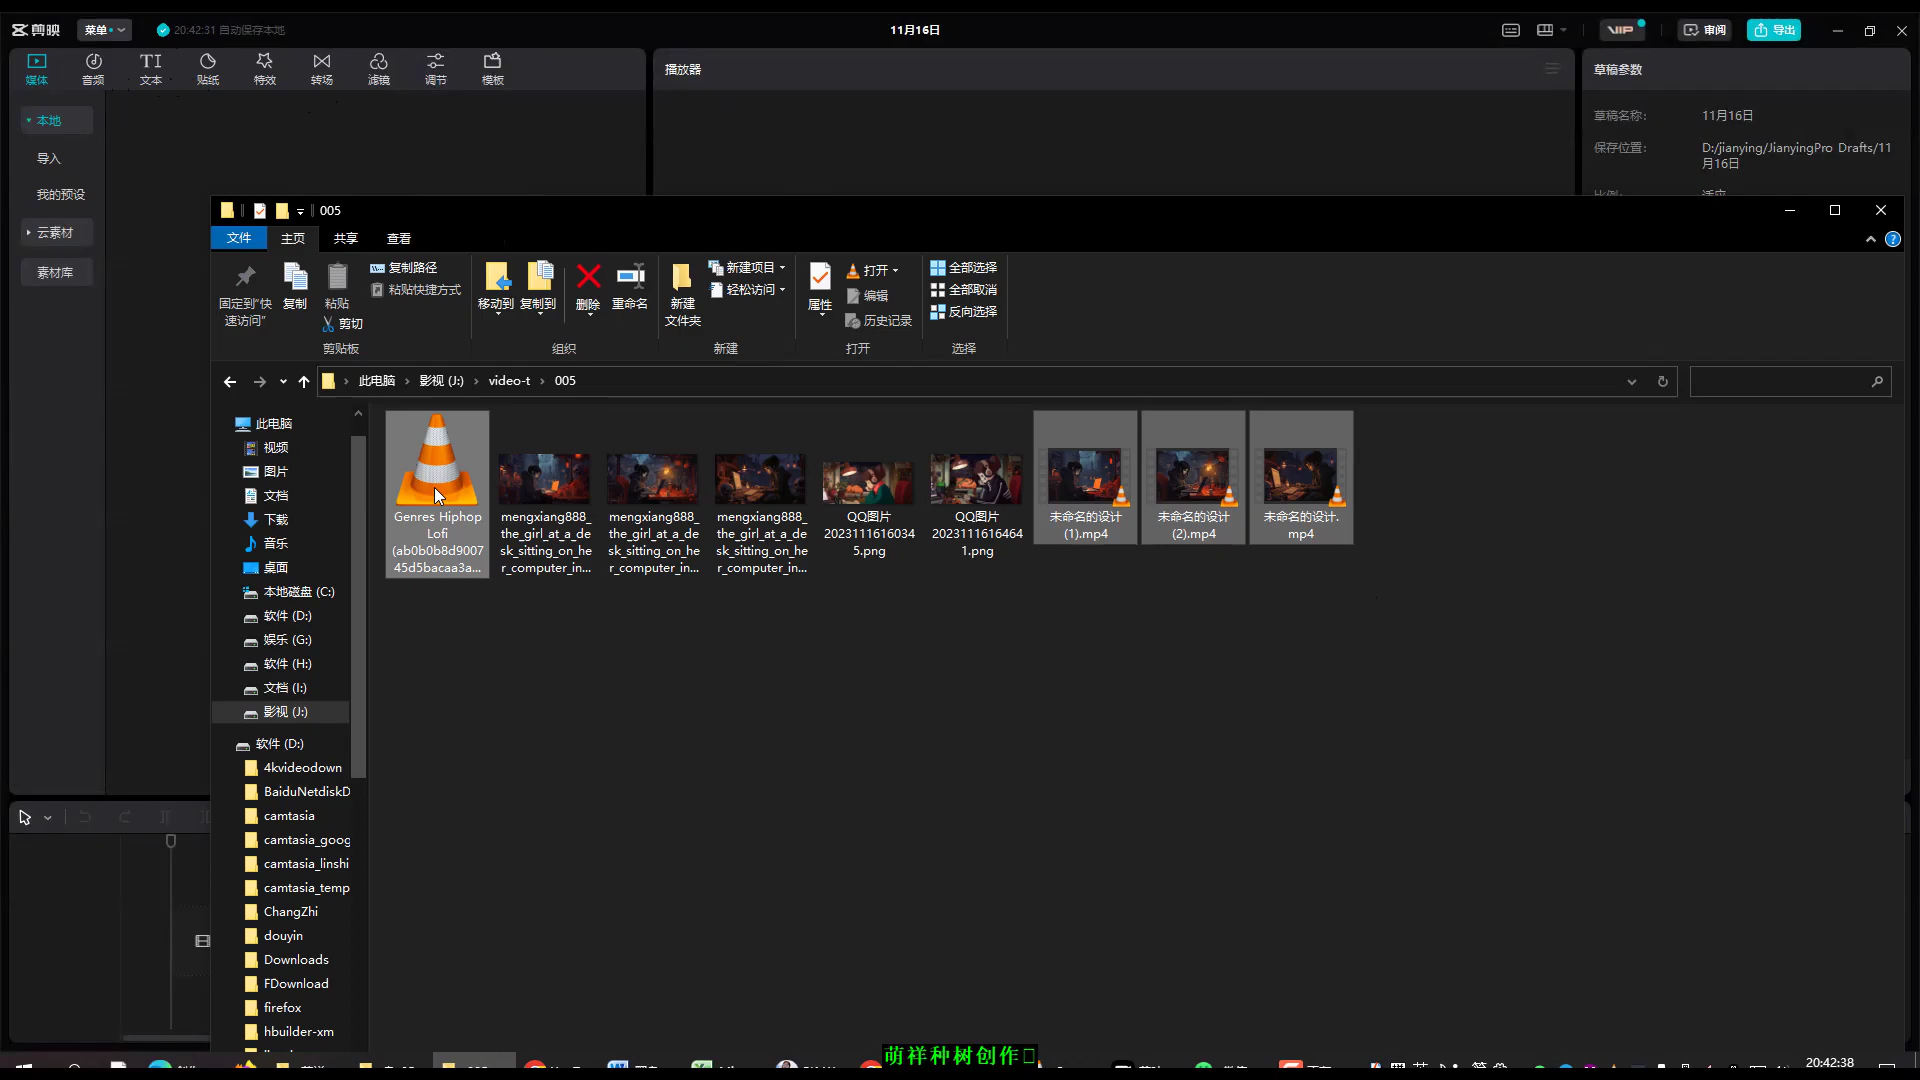 剪映
菜单
20:42:31 自动保存本地
11月16日
VIP
审阅
导出
媒体
音频
文本
贴纸
特效
转场
滤镜
调节
模板
播放器
草稿参数
本地
导入
我的预设
云素材
素材库
草稿名称：
11月16日
保存位置：
D:/jianying/JianyingPro Drafts/11
月16日
005
文件
主页
共享
查看
固定到"快
速访问"
复制
粘贴
复制路径
粘贴快捷方式
剪切
剪贴板
移动到
复制到
删除
重命名
组织
新建
文件夹
新建项目
轻松访问
新建
属性
打开
编辑
历史记录
打开
全部选择
全部取消
反向选择
选择
此电脑
影视 (J:)
video-t
005
此电脑
视频
图片
文档
下载
音乐
桌面
本地磁盘 (C:)
软件 (D:)
娱乐 (G:)
软件 (H:)
文档 (I:)
影视 (J:)
软件 (D:)
4kvideodown
BaiduNetdiskD
camtasia
camtasia_goog
camtasia_linshi
camtasia_temp
ChangZhi
douyin
Downloads
FDownload
firefox
hbuilder-xm
Genres Hiphop
Lofi
(ab0b0b8d9007
45d5bacaa3a...
mengxiang888_
the_girl_at_a_de
sk_sitting_on_he
r_computer_in...
mengxiang888_
the_girl_at_a_de
sk_sitting_on_he
r_computer_in...
mengxiang888_
the_girl_at_a_de
sk_sitting_on_he
r_computer_in...
QQ图片
2023111616034
5.png
QQ图片
2023111616464
1.png
未命名的设计
(1).mp4
未命名的设计
(2).mp4
未命名的设计.
mp4
萌祥种树创作
20:42:38